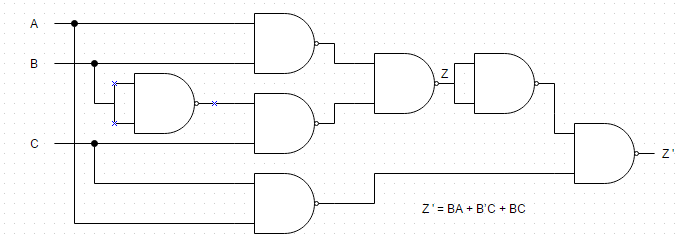 A
B
Z
C
Z '
Z ' = BA + B'C + BC